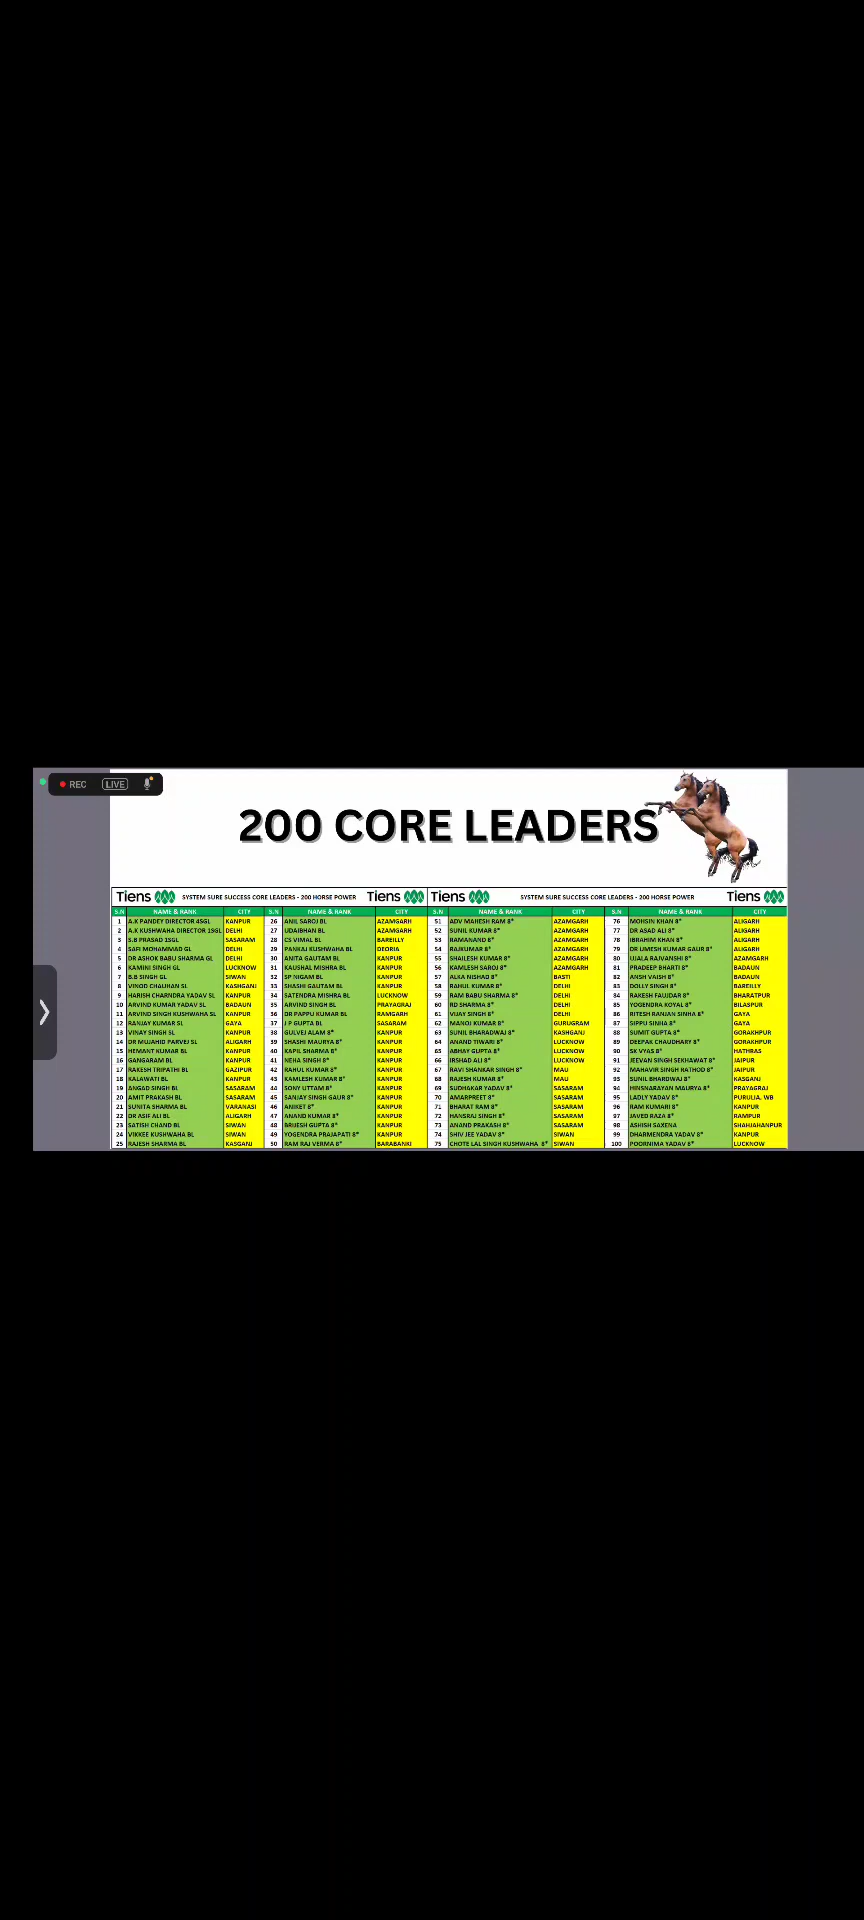 REC LIVE
200 CORE LEADERS
Tiens SYSTEM SURE SUCCESS CORE LEADERS - 200 HORSE POWER Tiens Tiens SYSTEM SURE SUCCESS CORE LEADERS - 200 HORSE POWER Tiens
S.N NAME & RANK CITY S.N NAME & RANK CITY S.N NAME & RANK CITY S.N NAME & RANK CITY
1 A.K PANDEY DIRECTOR 4SGL KANPUR 26 ANIL SAROJ BL AZAMGARH 51 ADV MAHESH RAM 8* AZAMGARH 76 MOHSIN KHAN 8* ALIGARH
2 A.K KUSHWAHA DIRECTOR 1SGL DELHI 27 UDAIBHAN BL AZAMGARH 52 SUNIL KUMAR 8* AZAMGARH 77 DR ASAD ALI 8* ALIGARH
3 S.B PRASAD 1SGL SASARAM 28 CS VIMAL BL BAREILLY 53 RAMANAND 8* AZAMGARH 78 IBRAHIM KHAN 8* ALIGARH
4 SAFI MOHAMMAD GL DELHI 29 PANKAJ KUSHWAHA BL DEORIA 54 RAJKUMAR 8* AZAMGARH 79 DR UMESH KUMAR GAUR 8* ALIGARH
5 DR ASHOK BABU SHARMA GL DELHI 30 ANITA GAUTAM BL KANPUR 55 SHAILESH KUMAR 8* AZAMGARH 80 UJALA RAJVANSHI 8* AZAMGARH
6 KAMINI SINGH GL LUCKNOW 31 KAUSHAL MISHRA BL KANPUR 56 KAMLESH SAROJ 8* AZAMGARH 81 PRADEEP BHARTI 8* BADAUN
7 B.B SINGH GL SIWAN 32 SP NIGAM BL KANPUR 57 ALKA NISHAD 8* BASTI 82 ANSH VAISH 8* BADAUN
8 VINOD CHAUHAN SL KASHGANJ 33 SHASHI GAUTAM BL KANPUR 58 RAHUL KUMAR 8* DELHI 83 DOLLY SINGH 8* BAREILLY
9 HARISH CHARNDRA YADAV SL KANPUR 34 SATENDRA MISHRA BL LUCKNOW 59 RAM BABU SHARMA 8* DELHI 84 RAKESH FAUJDAR 8* BHARATPUR
10 ARVIND KUMAR YADAV SL BADAUN 35 ARVIND SINGH BL PRAYAGRAJ 60 RD SHARMA 8* DELHI 85 YOGENDRA KOYAL 8* BILASPUR
11 ARVIND SINGH KUSHWAHA SL KANPUR 36 DR PAPPU KUMAR BL RAMGARH 61 VIJAY SINGH 8* DELHI 86 RITESH RANJAN SINHA 8* GAYA
12 RANJAY KUMAR SL GAYA 37 J P GUPTA BL SASARAM 62 MANOJ KUMAR 8* GURUGRAM 87 SIPPU SINHA 8* GAYA
13 VINAY SINGH SL KANPUR 38 GULVEJ ALAM 8* KANPUR 63 SUNIL BHARADWAJ 8* KASHGANJ 88 SUMIT GUPTA 8* GORAKHPUR
14 DR MUJAHID PARVEJ SL ALIGARH 39 SHASHI MAURYA 8* KANPUR 64 ANAND TIWARI 8* LUCKNOW 89 DEEPAK CHAUDHARY 8* GORAKHPUR
15 HEMANT KUMAR BL KANPUR 40 KAPIL SHARMA 8* KANPUR 65 ABHAY GUPTA 8* LUCKNOW 90 SK VYAS 8* HATHRAS
16 GANGARAM BL KANPUR 41 NEHA SINGH 8* KANPUR 66 IRSHAD ALI 8* LUCKNOW 91 JEEVAN SINGH SEKHAWAT 8* JAIPUR
17 RAKESH TRIPATHI BL GAZIPUR 42 RAHUL KUMAR 8* KANPUR 67 RAVI SHANKAR SINGH 8* MAU 92 MAHAVIR SINGH RATHOD 8* JAIPUR
18 KALAWATI BL KANPUR 43 KAMLESH KUMAR 8* KANPUR 68 RAJESH KUMAR 8* MAU 93 SUNIL BHARDWAJ 8* KASGANJ
19 ANGAD SINGH BL SASARAM 44 SONY UTTAM 8* KANPUR 69 SUDHAKAR YADAV 8* SASARAM 94 HINSNARAYAN MAURYA 8* PRAYAGRAJ
20 AMIT PRAKASH BL SASARAM 45 SANJAY SINGH GAUR 8* KANPUR 70 AMARPREET 8* SASARAM 95 LADLY YADAV 8* PURULIA, WB
21 SUNITA SHARMA BL VARANASI 46 ANIKET 8* KANPUR 71 BHARAT RAM 8* SASARAM 96 RAM KUMARI 8* KANPUR
22 DR ASIF ALI BL ALIGARH 47 ANAND KUMAR 8* KANPUR 72 HANSRAJ SINGH 8* SASARAM 97 JAVED RAZA 8* RAMPUR
23 SATISH CHAND BL SIWAN 48 BRIJESH GUPTA 8* KANPUR 73 ANAND PRAKASH 8* SASARAM 98 ASHISH SAXENA SHAHJAHANPUR
24 VIKKEE KUSHWAHA BL SIWAN 49 YOGENDRA PRAJAPATI 8* KANPUR 74 SHIV JEE YADAV 8* SIWAN 99 DHARMENDRA YADAV 8* KANPUR
25 RAJESH SHARMA BL KASGANJ 50 RAM RAJ VERMA 8* BARABANKI 75 CHOTE LAL SINGH KUSHWAHA 8* SIWAN 100 POORNIMA YADAV 8* LUCKNOW